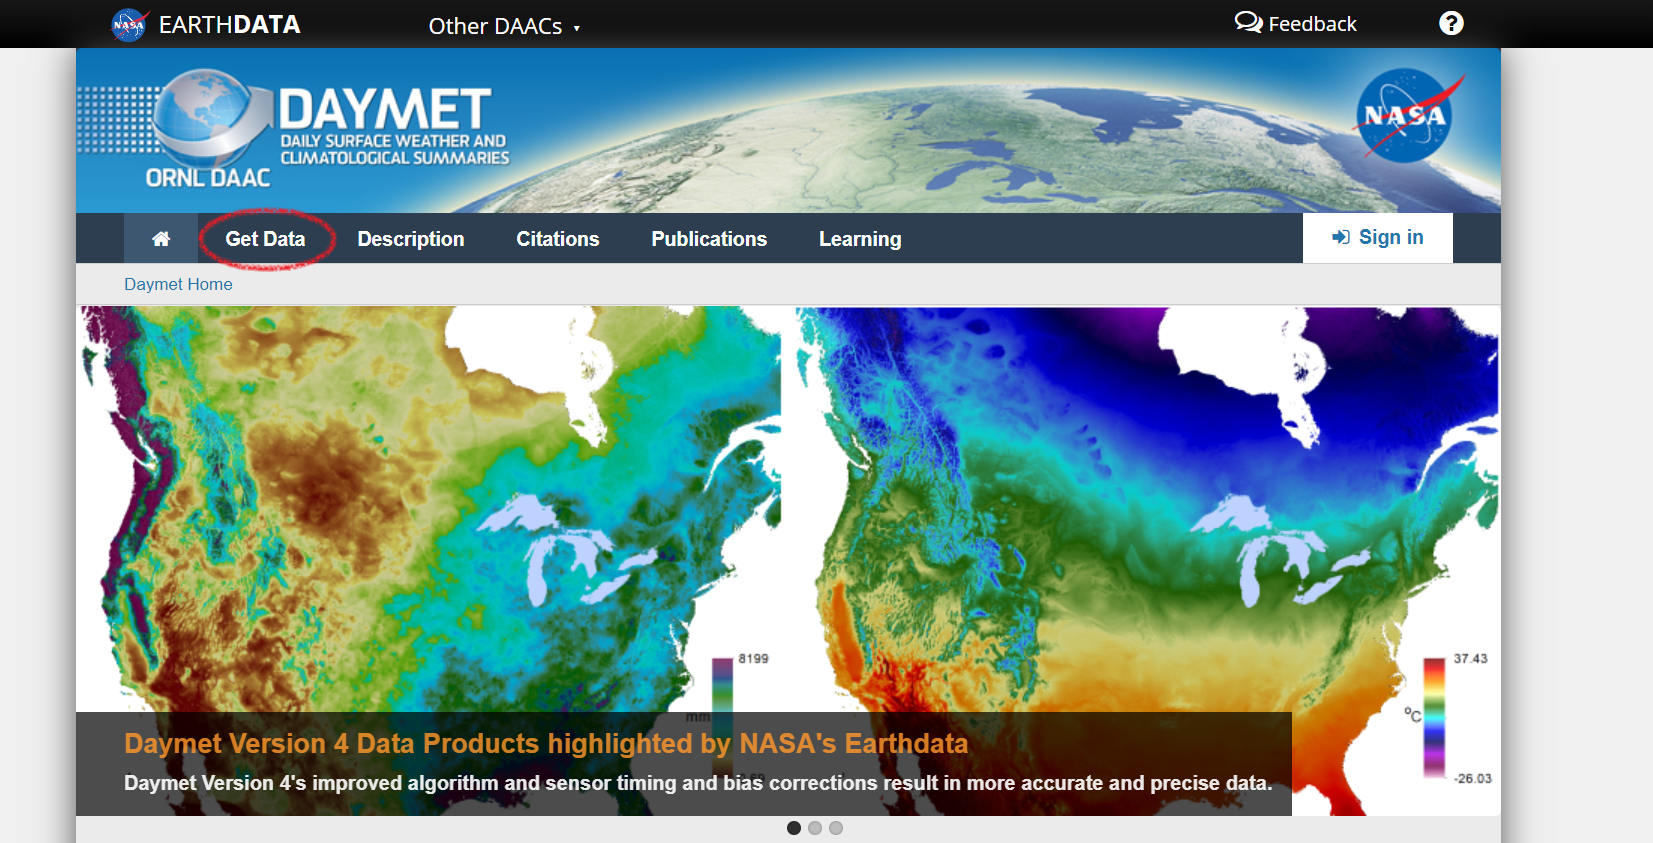 NASA EARTHDATA Other DAACs Feedback ?
DAYMET
DAILY SURFACE WEATHER AND
CLIMATOLOGICAL SUMMARIES
ORNL DAAC
NASA
Get Data Description Citations Publications Learning Sign in
Daymet Home
8199
mm
37.43
°C
-26.03
Daymet Version 4 Data Products highlighted by NASA's Earthdata
Daymet Version 4's improved algorithm and sensor timing and bias corrections result in more accurate and precise data.